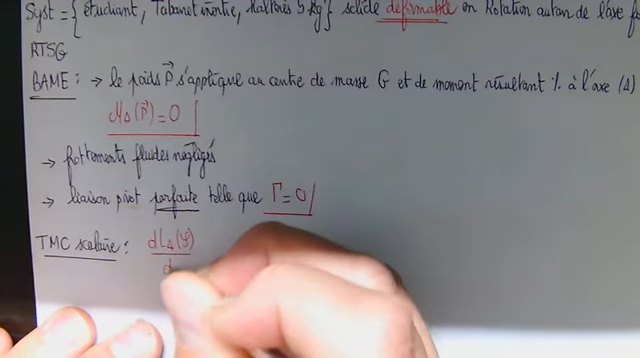 Syst = { étudiant, Tabouret inertie, Haltères 5 kg } solide déformable en Rotation autour de l'axe
RTSG
BAME : → le poids P⃗ s'applique au centre de masse G et de moment résultant % à l'axe (Δ)
M_Δ(P⃗) = 0
→ frottements fluides négligés
→ liaison pivot parfaite telle que Γ = 0
TMC scalaire : dL_Δ(S)
d